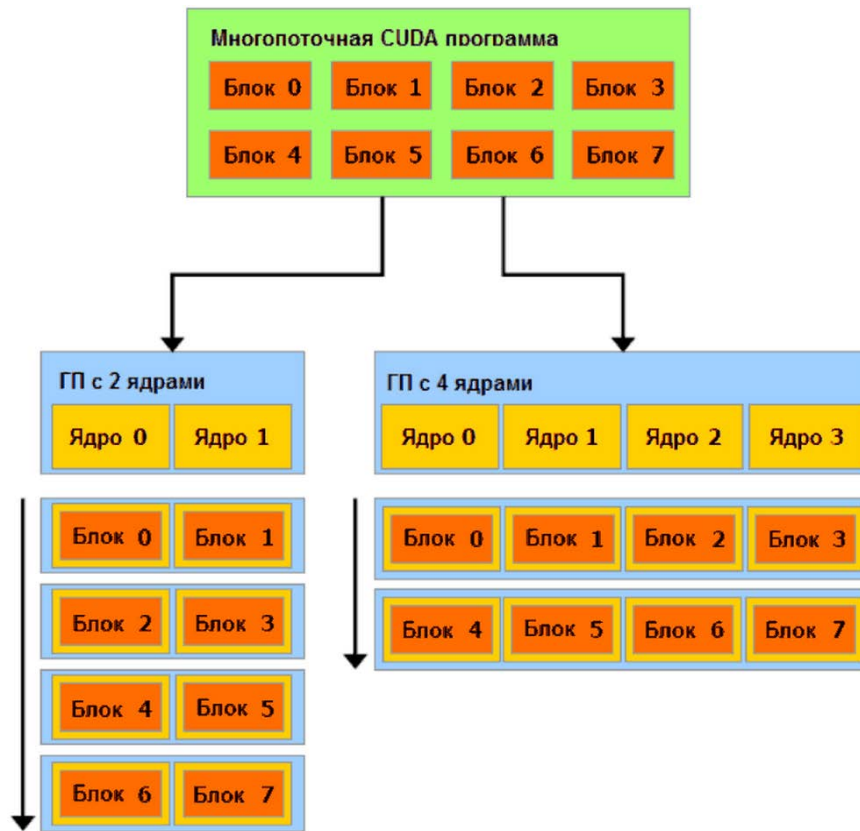 Многопоточная CUDA программа
Блок 0 Блок 1 Блок 2 Блок 3
Блок 4 Блок 5 Блок 6 Блок 7
ГП с 2 ядрами
Ядро 0 Ядро 1
Блок 0 Блок 1
Блок 2 Блок 3
Блок 4 Блок 5
Блок 6 Блок 7
ГП с 4 ядрами
Ядро 0 Ядро 1 Ядро 2 Ядро 3
Блок 0 Блок 1 Блок 2 Блок 3
Блок 4 Блок 5 Блок 6 Блок 7